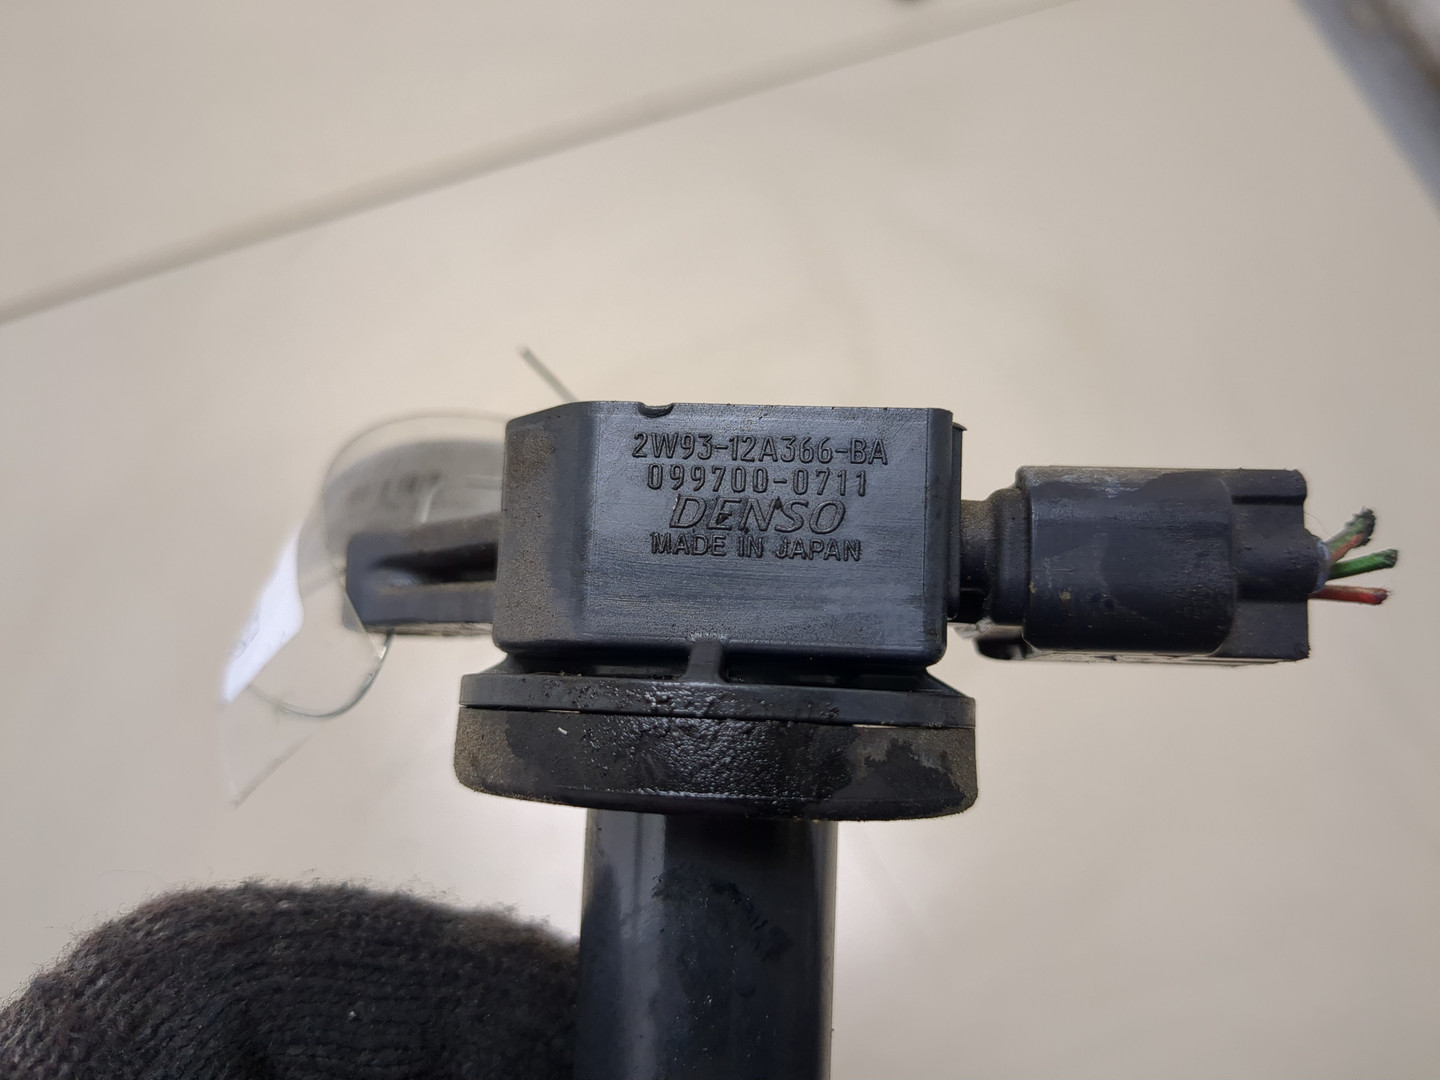 2W93-12A366-BA
099700-0711
DENSO
MADE IN JAPAN